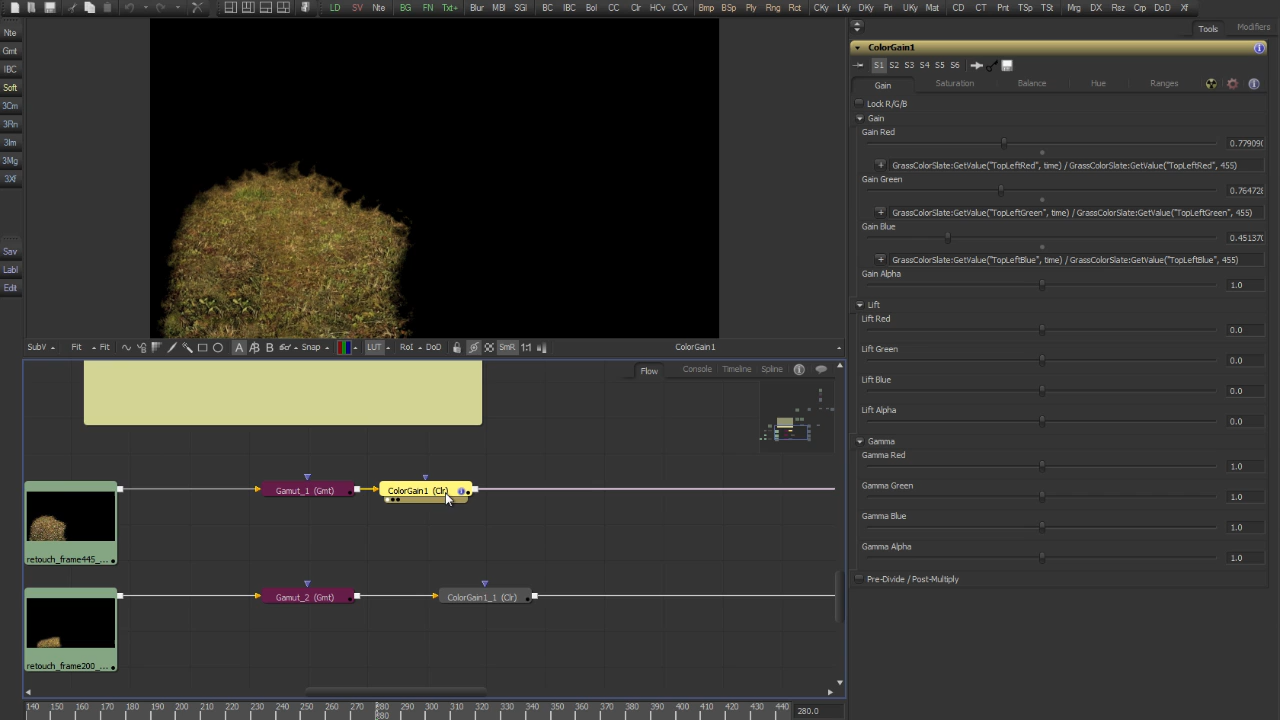 LD SV Nte BG FN Txt+ Blur MBl SGl BC IBC Bol CC Clr HCv CCv Bmp BSp Ply Rng Rct CKy LKy DKy Pri UKy Mat CD CT Pnt TSp TSt Mrg DX Rsz Crp DoD Xf
Nte
Gmt
IBC
Soft
3Cm
3Rn
3Im
3Mg
3Xf
Sav
Labl
Edit
Tools Modifiers
ColorGain1
S1 S2 S3 S4 S5 S6
Gain Saturation Balance Hue Ranges
Lock R/G/B
Gain
Gain Red
0.779090
GrassColorSlate:GetValue("TopLeftRed", time) / GrassColorSlate:GetValue("TopLeftRed", 455)
Gain Green
0.764728
GrassColorSlate:GetValue("TopLeftGreen", time) / GrassColorSlate:GetValue("TopLeftGreen", 455)
Gain Blue
0.451370
GrassColorSlate:GetValue("TopLeftBlue", time) / GrassColorSlate:GetValue("TopLeftBlue", 455)
Gain Alpha
1.0
Lift
Lift Red
0.0
Lift Green
0.0
Lift Blue
0.0
Lift Alpha
0.0
Gamma
Gamma Red
1.0
Gamma Green
1.0
Gamma Blue
1.0
Gamma Alpha
1.0
Pre-Divide / Post-Multiply
SubV Fit Fit A B Snap LUT RoI DoD SmR 1:1 ColorGain1
Flow Console Timeline Spline
Gamut_1 (Gmt) ColorGain1 (Clr)
retouch_frame445_...
Gamut_2 (Gmt) ColorGain1_1 (Clr)
retouch_frame200_...
140 150 160 170 180 190 200 210 220 230 240 250 260 270 280 290 300 310 320 330 340 350 360 370 380 390 400 410 420 430 440
280
280.0